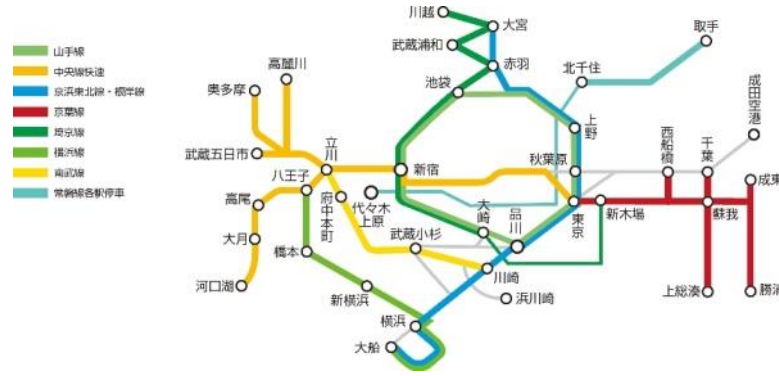 山手線
中央線快速
京浜東北線・根岸線
京葉線
埼京線
横浜線
南武線
常磐線各駅停車
川越
大宮
武蔵浦和
赤羽
取手
北千住
池袋
高麗川
奥多摩
上野
成田空港
武蔵五日市
立川
新宿
秋葉原
西船橋
千葉
成東
八王子
府中本町
代々木
上原
高尾
大崎
品川
東京
新木場
蘇我
大月
橋本
武蔵小杉
川崎
河口湖
新横浜
浜川崎
上総湊
勝浦
横浜
大船